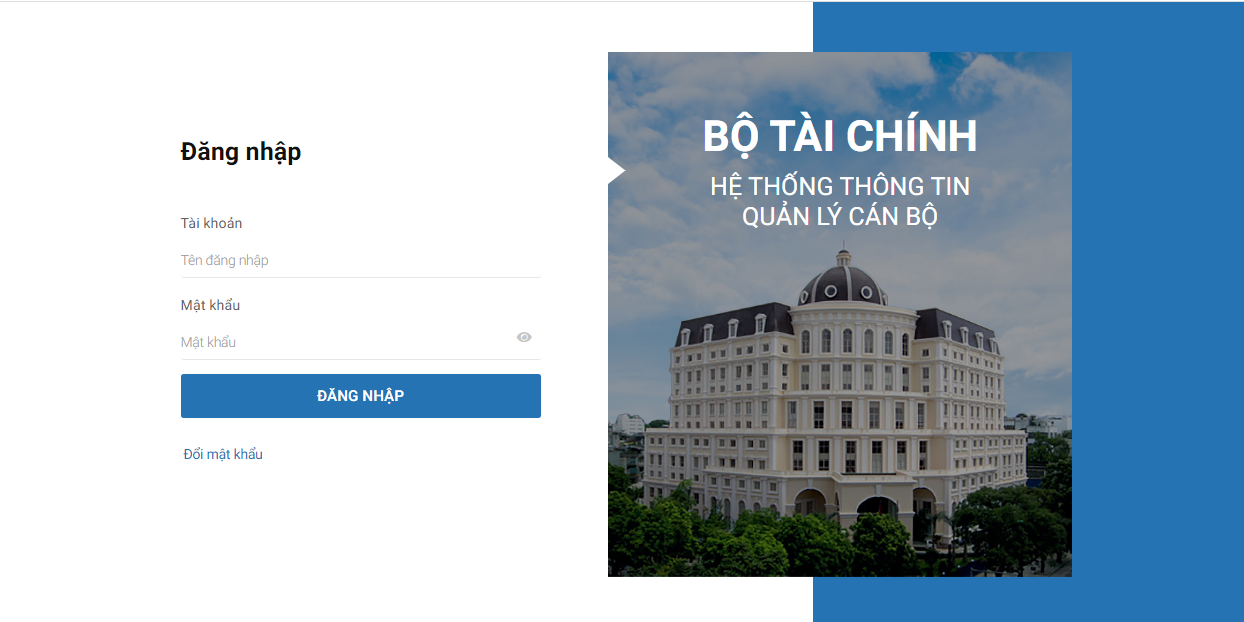 Đăng nhập
Tài khoản
Tên đăng nhập
Mật khẩu
Mật khẩu
ĐĂNG NHẬP
Đổi mật khẩu
BỘ TÀI CHÍNH
HỆ THỐNG THÔNG TIN
QUẢN LÝ CÁN BỘ